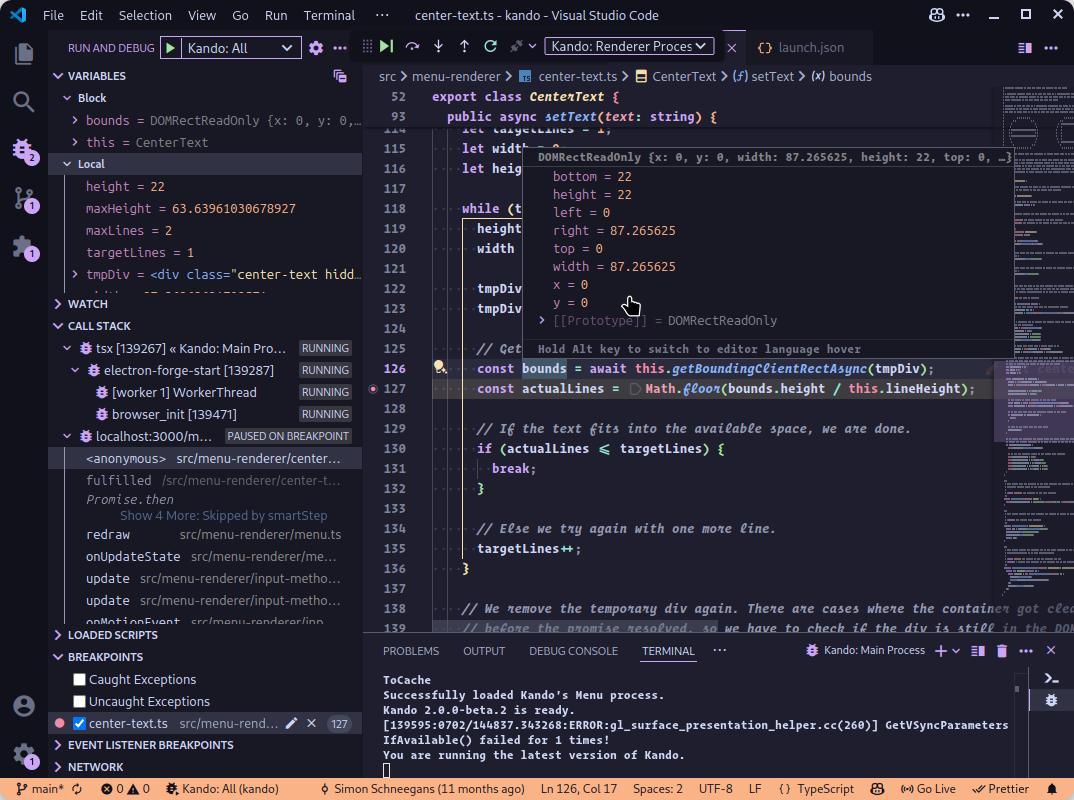 File Edit Selection View Go Run Terminal ··· center-text.ts - kando - Visual Studio Code
RUN AND DEBUG Kando: All
Kando: Renderer Proces
launch.json
VARIABLES
Block
bounds = DOMRectReadOnly {x: 0, y: 0,…
this = CenterText
Local
height = 22
maxHeight = 63.63961030678927
maxLines = 2
targetLines = 1
tmpDiv = <div class="center-text hidd…
WATCH
CALL STACK
tsx [139267] « Kando: Main Pro… RUNNING
electron-forge-start [139287] RUNNING
[worker 1] WorkerThread RUNNING
browser_init [139471] RUNNING
localhost:3000/m… PAUSED ON BREAKPOINT
<anonymous> src/menu-renderer/center…
fulfilled /src/menu-renderer/center-t…
Promise.then
Show 4 More: Skipped by smartStep
redraw src/menu-renderer/menu.ts
onUpdateState src/menu-renderer/me…
update src/menu-renderer/input-metho…
update src/menu-renderer/input-metho…
onMotionEvent src/menu-renderer/inp…
LOADED SCRIPTS
BREAKPOINTS
Caught Exceptions
Uncaught Exceptions
center-text.ts src/menu-rend… 127
EVENT LISTENER BREAKPOINTS
NETWORK
src > menu-renderer > TS center-text.ts > CenterText > setText > bounds
52 export class CenterText {
93 public async setText(text: string) {
114 let targetLines = 1;
115 let width = 0;
116 let heig
117
118 while (t
119 height
120 width
121
122 tmpDiv
123 tmpDiv
124
125 // Get
126 const bounds = await this.getBoundingClientRectAsync(tmpDiv);
127 const actualLines = Math.floor(bounds.height / this.lineHeight);
128
129 // If the text fits into the available space, we are done.
130 if (actualLines <= targetLines) {
131 break;
132 }
133
134 // Else we try again with one more line.
135 targetLines++;
136 }
137
138 // We remove the temporary div again. There are cases where the container got clea
139 // before the promise resolved, so we have to check if the div is still in the DOM
DOMRectReadOnly {x: 0, y: 0, width: 87.265625, height: 22, top: 0, …}
bottom = 22
height = 22
left = 0
right = 87.265625
top = 0
width = 87.265625
x = 0
y = 0
[[Prototype]] = DOMRectReadOnly
Hold Alt key to switch to editor language hover
PROBLEMS OUTPUT DEBUG CONSOLE TERMINAL ··· Kando: Main Process
ToCache
Successfully loaded Kando's Menu process.
Kando 2.0.0-beta.2 is ready.
[139595:0702/144837.343268:ERROR:gl_surface_presentation_helper.cc(260)] GetVSyncParameters
IfAvailable() failed for 1 times!
You are running the latest version of Kando.
2
1
1
1
main* 0 0 Kando: All (kando) Simon Schneegans (11 months ago) Ln 126, Col 17 Spaces: 2 UTF-8 LF {} TypeScript Go Live Prettier